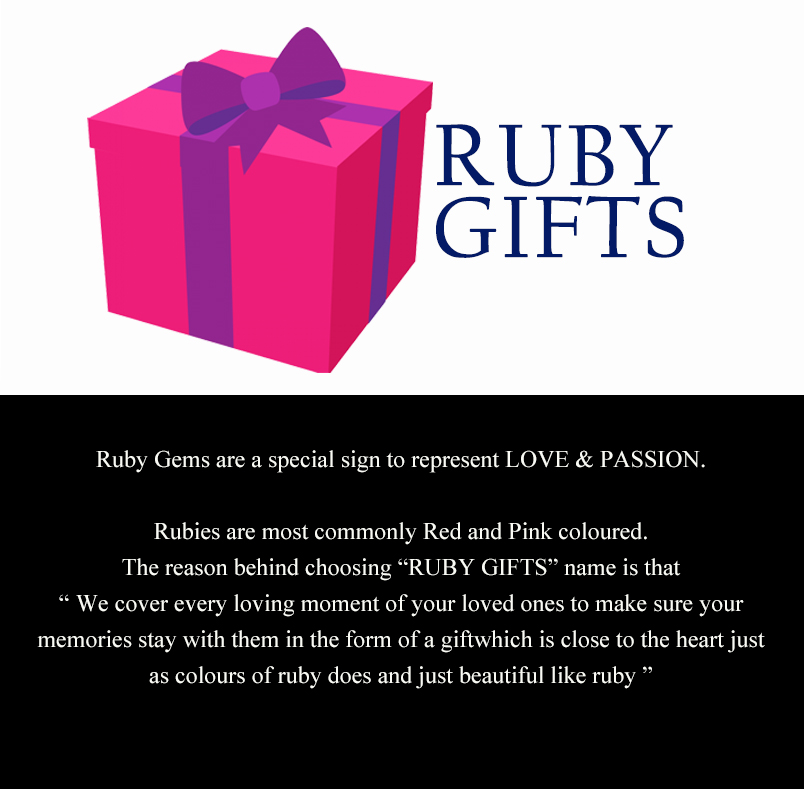 RUBY
GIFTS
Ruby Gems are a special sign to represent LOVE & PASSION.
Rubies are most commonly Red and Pink coloured.
The reason behind choosing “RUBY GIFTS” name is that
“ We cover every loving moment of your loved ones to make sure your
memories stay with them in the form of a giftwhich is close to the heart just
as colours of ruby does and just beautiful like ruby ”